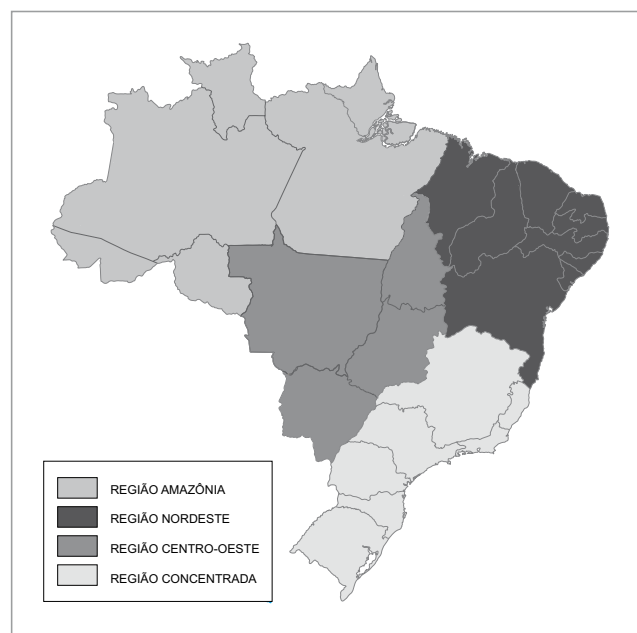 REGIÃO AMAZÔNIA
REGIÃO NORDESTE
REGIÃO CENTRO-OESTE
REGIÃO CONCENTRADA